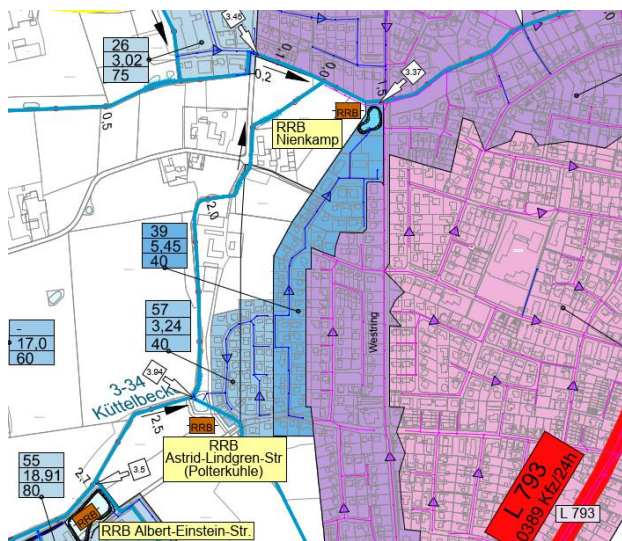 3.45
26
3,02
75
0,1
0,0
0,2
1,5
3.37
0,5
RRB
RRB
Nienkamp
2,0
39
5,45
40
57
3,24
40
-
17,0
60
Westring
3.94
3-34
Küttelbeck
2,5
RRB
RRB
Astrid-Lindgren-Str
(Polterkuhle)
55
18,91
80
2,7
3.5
RRB
RRB Albert-Einstein-Str.
L 793
0389 Kfz/24h
L 793